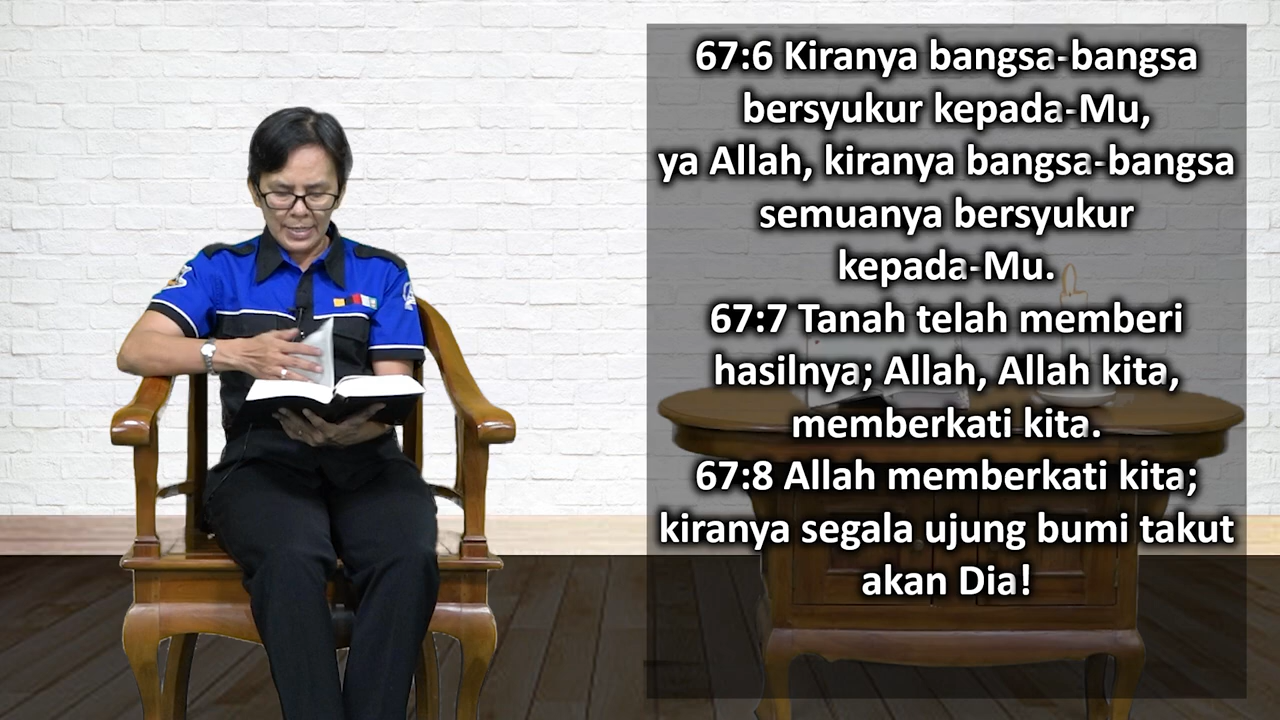 67:6 Kiranya bangsa-bangsa
bersyukur kepada-Mu,
ya Allah, kiranya bangsa-bangsa
semuanya bersyukur
kepada-Mu.
67:7 Tanah telah memberi
hasilnya; Allah, Allah kita,
memberkati kita.
67:8 Allah memberkati kita;
kiranya segala ujung bumi takut
akan Dia!